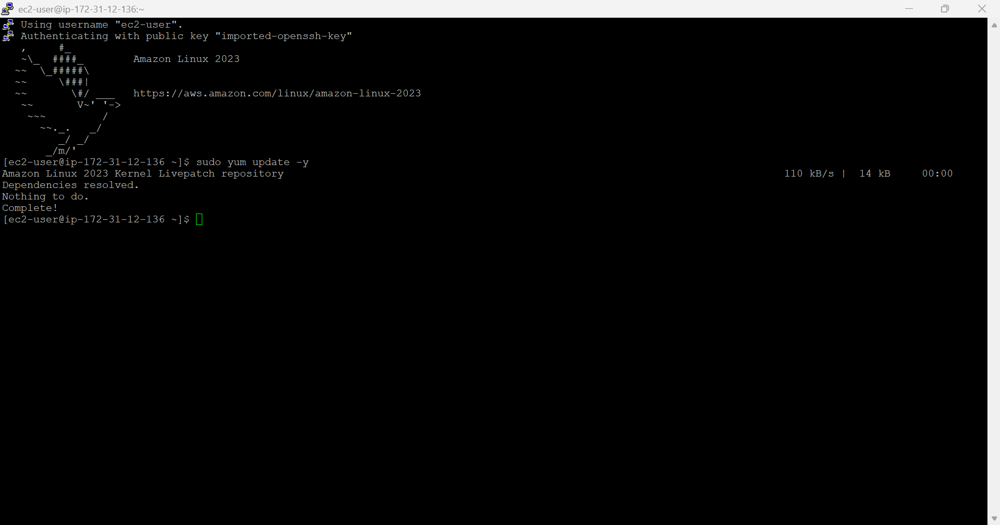 ec2-user@ip-172-31-12-136:~
Using username "ec2-user".
Authenticating with public key "imported-openssh-key"
   ,     #_
   ~\_  ####_        Amazon Linux 2023
  ~~  \_#####\
  ~~     \###|
  ~~       \#/ ___   https://aws.amazon.com/linux/amazon-linux-2023
   ~~       V~' '->
    ~~~         /
      ~~._.   _/
         _/ _/
       _/m/'
[ec2-user@ip-172-31-12-136 ~]$ sudo yum update -y
Amazon Linux 2023 Kernel Livepatch repository 110 kB/s | 14 kB 00:00
Dependencies resolved.
Nothing to do.
Complete!
[ec2-user@ip-172-31-12-136 ~]$